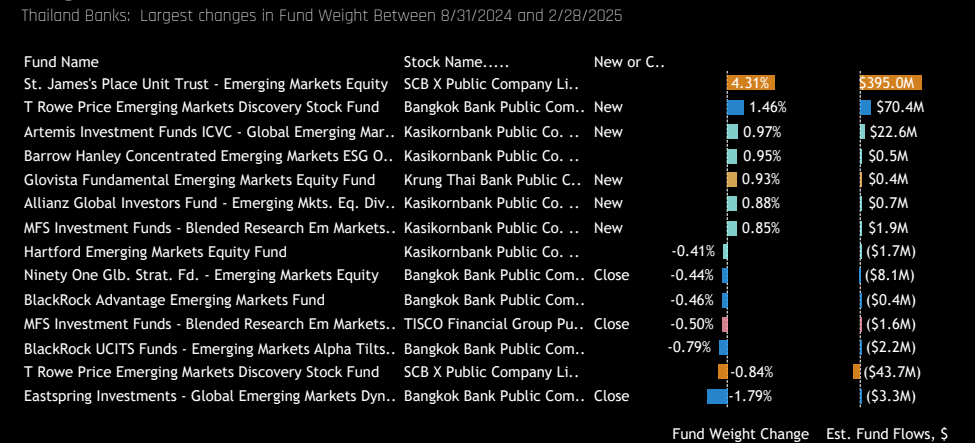 Thailand Banks: Largest changes in Fund Weight Between 8/31/2024 and 2/28/2025
Fund Name Stock Name..... New or C..
St. James's Place Unit Trust - Emerging Markets Equity SCB X Public Company Li.. 4.31% $395.0M
T Rowe Price Emerging Markets Discovery Stock Fund Bangkok Bank Public Com.. New 1.46% $70.4M
Artemis Investment Funds ICVC - Global Emerging Mar.. Kasikornbank Public Co. .. New 0.97% $22.6M
Barrow Hanley Concentrated Emerging Markets ESG O.. Kasikornbank Public Co. .. 0.95% $0.5M
Glovista Fundamental Emerging Markets Equity Fund Krung Thai Bank Public C.. New 0.93% $0.4M
Allianz Global Investors Fund - Emerging Mkts. Eq. Div.. Kasikornbank Public Co. .. New 0.88% $0.7M
MFS Investment Funds - Blended Research Em Markets.. Kasikornbank Public Co. .. New 0.85% $1.9M
Hartford Emerging Markets Equity Fund Kasikornbank Public Co. .. -0.41% ($1.7M)
Ninety One Glb. Strat. Fd. - Emerging Markets Equity Bangkok Bank Public Com.. Close -0.44% ($8.1M)
BlackRock Advantage Emerging Markets Fund Bangkok Bank Public Com.. -0.46% ($0.4M)
MFS Investment Funds - Blended Research Em Markets.. TISCO Financial Group Pu.. Close -0.50% ($1.6M)
BlackRock UCITS Funds - Emerging Markets Alpha Tilts.. Bangkok Bank Public Com.. -0.79% ($2.2M)
T Rowe Price Emerging Markets Discovery Stock Fund SCB X Public Company Li.. -0.84% ($43.7M)
Eastspring Investments - Global Emerging Markets Dyn.. Bangkok Bank Public Com.. Close -1.79% ($3.3M)
Fund Weight Change Est. Fund Flows, $